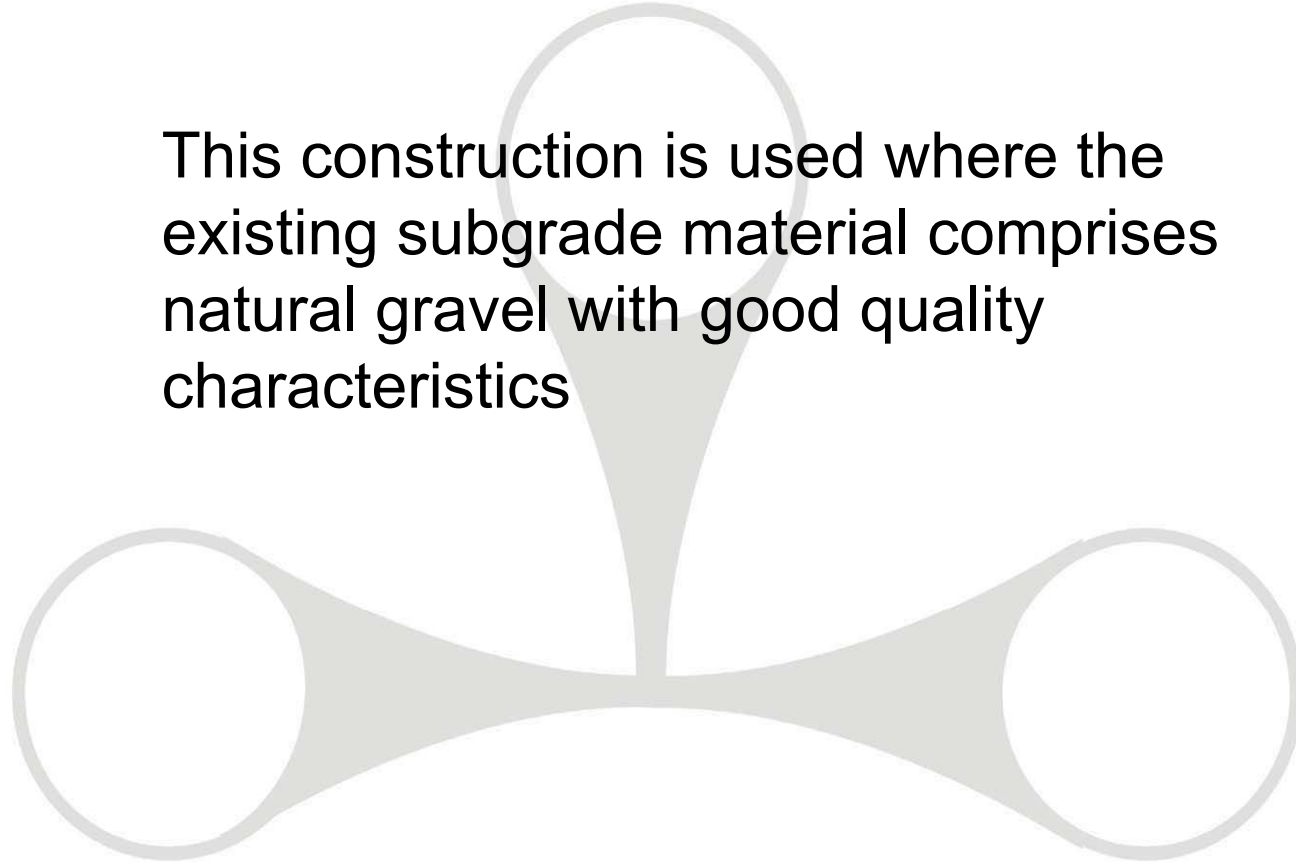 This construction is used where the
existing subgrade material comprises
natural gravel with good quality
characteristics